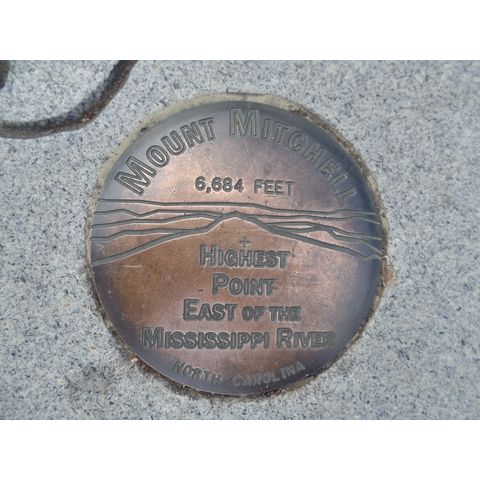 MOUNT MITCHELL
6,684 FEET
HIGHEST
POINT
EAST OF THE
MISSISSIPPI RIVER
NORTH CAROLINA